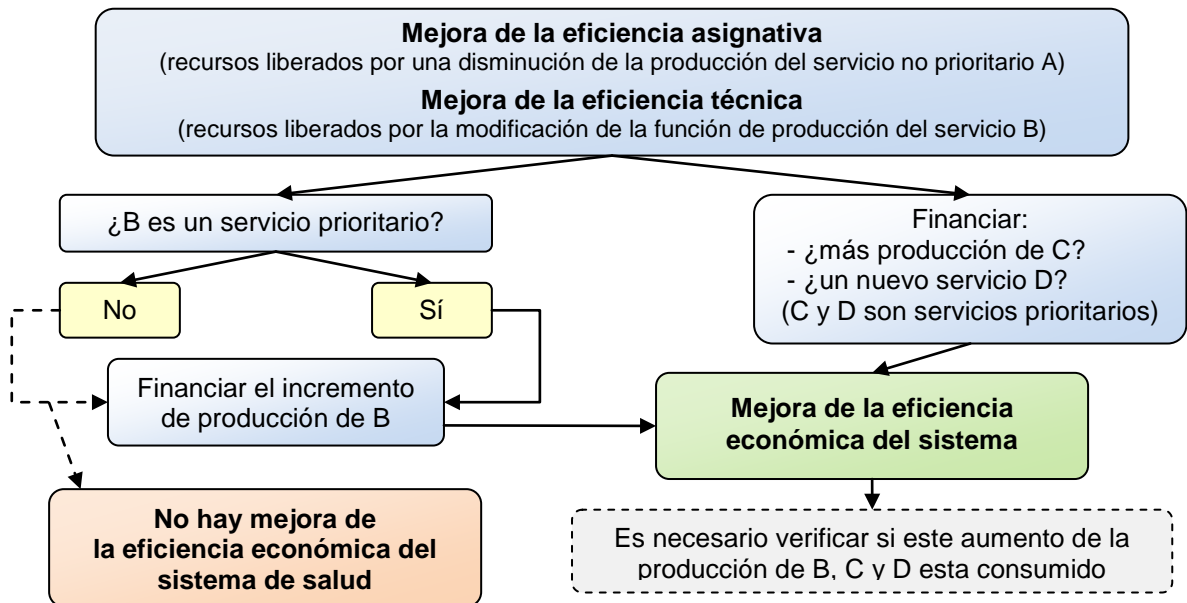 Mejora de la eficiencia asignativa
(recursos liberados por una disminución de la producción del servicio no prioritario A)
Mejora de la eficiencia técnica
(recursos liberados por la modificación de la función de producción del servicio B)
¿B es un servicio prioritario?
No
Sí
Financiar el incremento
de producción de B
No hay mejora de
la eficiencia económica del
sistema de salud
Financiar:
- ¿más producción de C?
- ¿un nuevo servicio D?
(C y D son servicios prioritarios)
Mejora de la eficiencia
económica del sistema
Es necesario verificar si este aumento de la
producción de B, C y D esta consumido